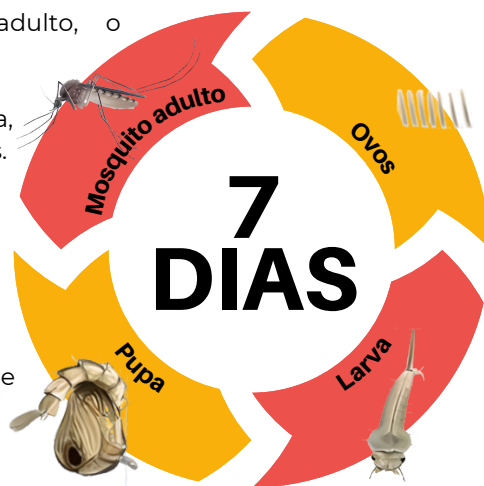 adulto, o
a,
s.
Mosquito adulto
Ovos
7
DIAS
Pupa
Larva
e